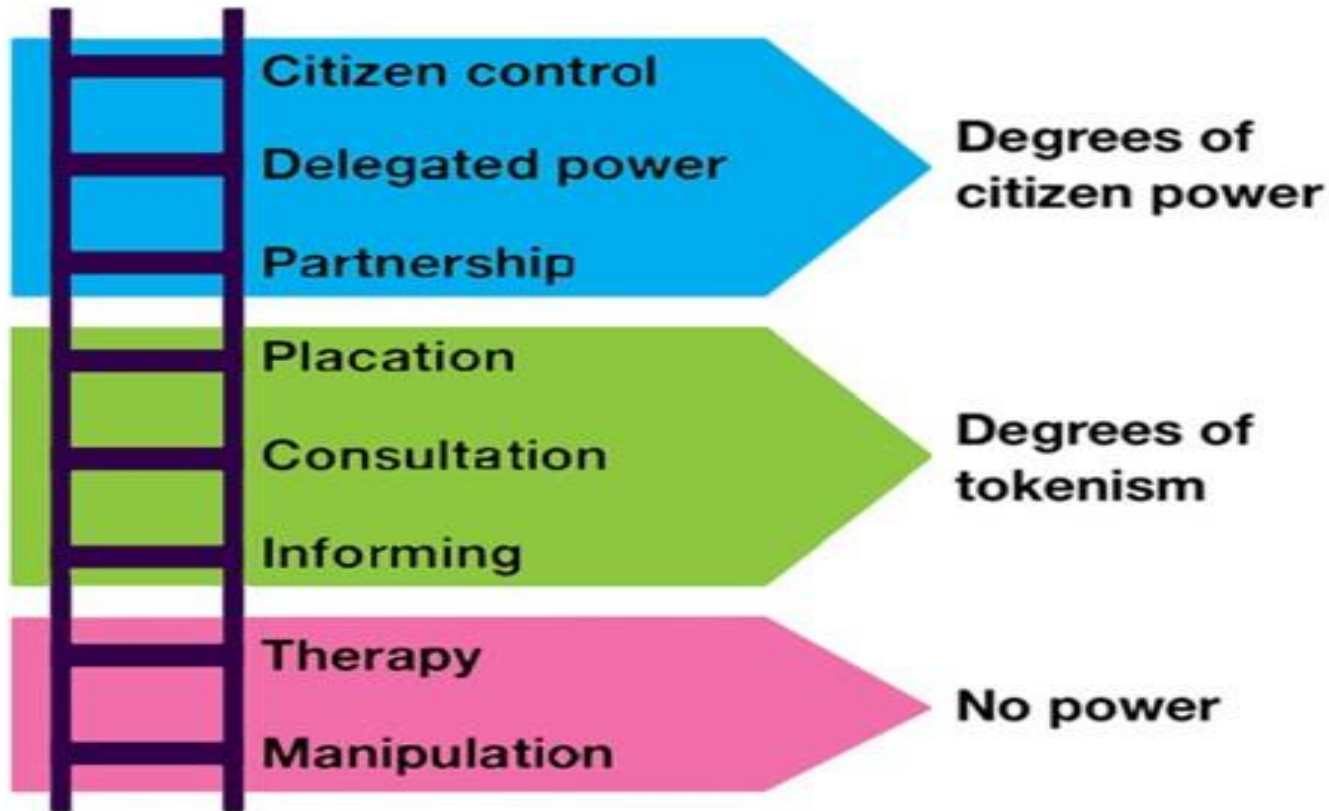 Citizen control
Delegated power
Partnership
Degrees of
citizen power
Placation
Consultation
Informing
Degrees of
tokenism
Therapy
Manipulation
No power